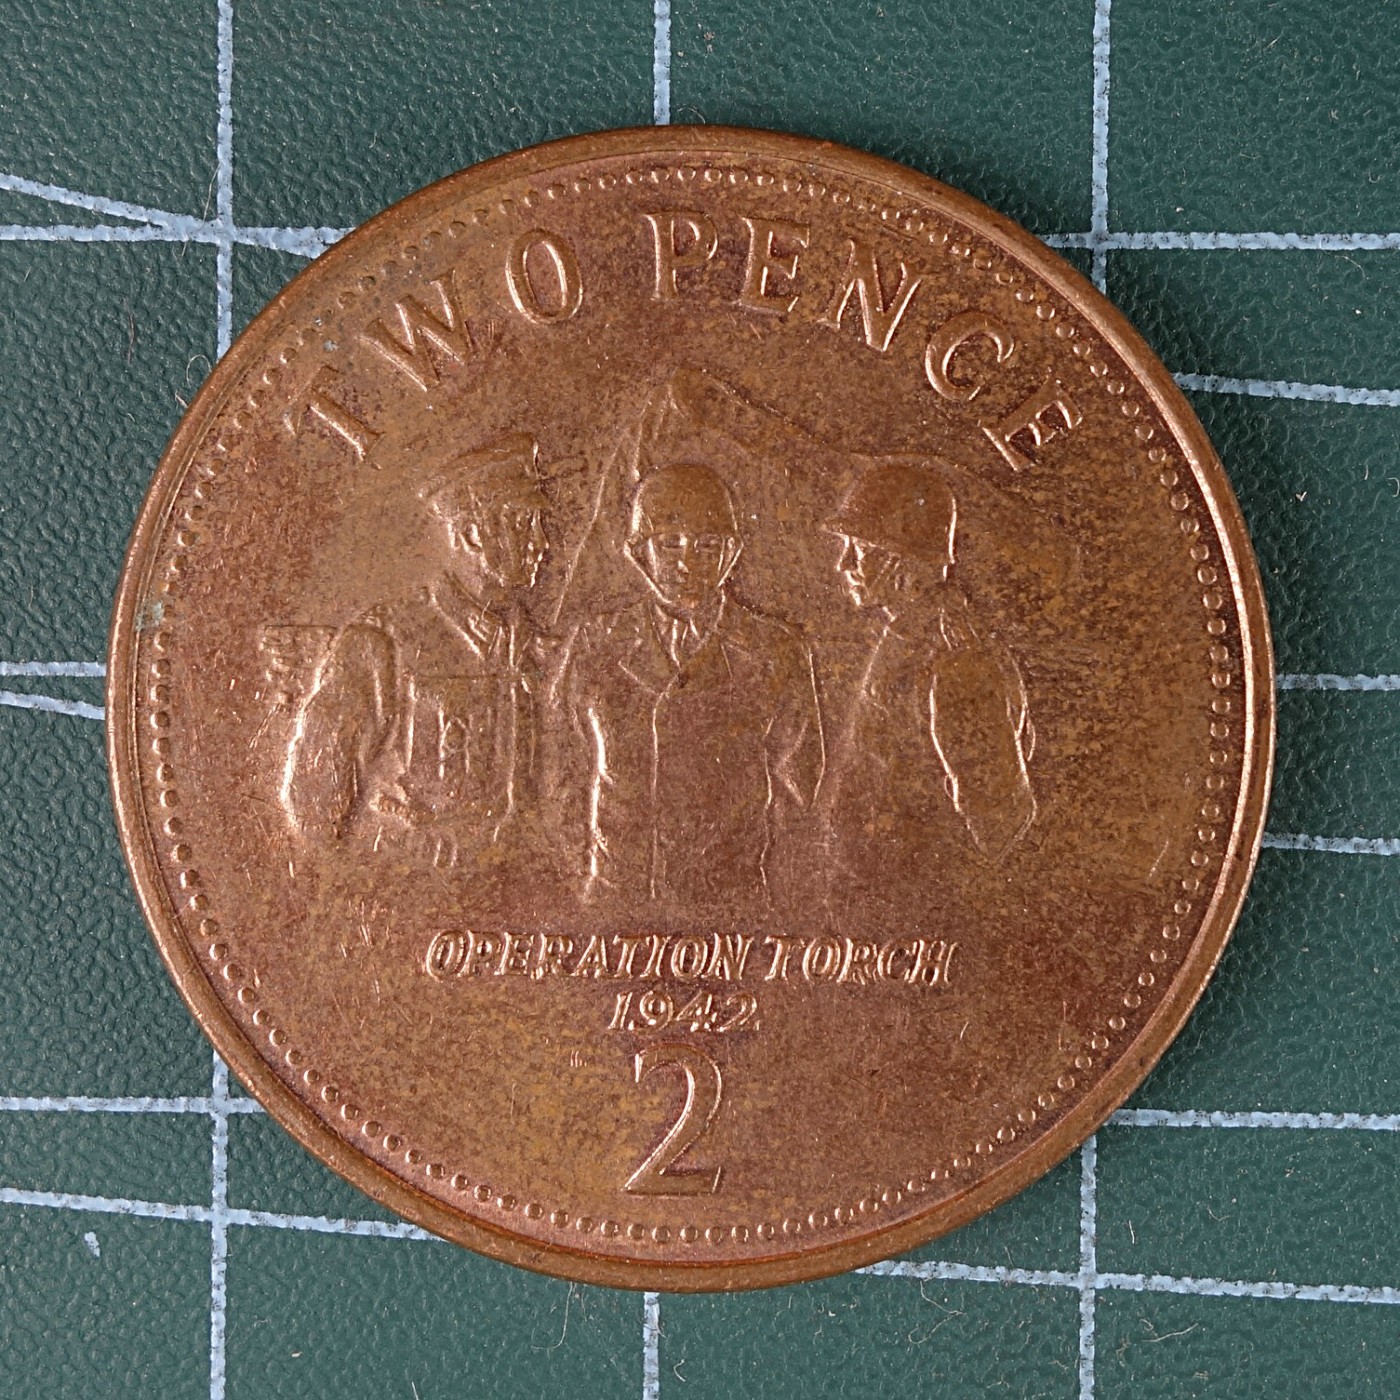 TWO PENCE
OPERATION TORCH
1942
2